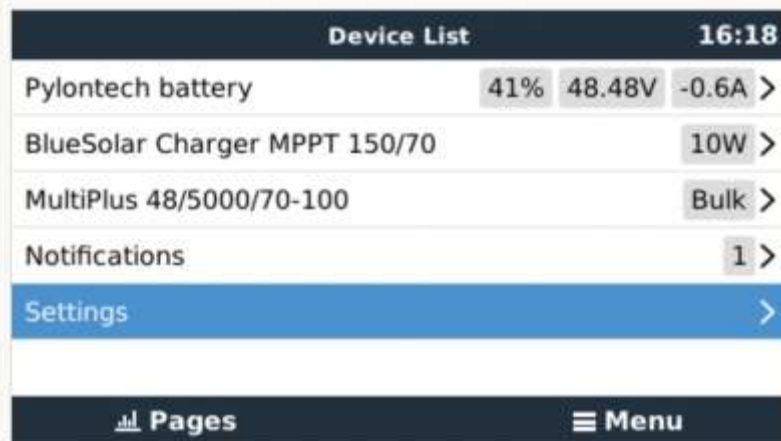 Device List 16:18
Pylontech battery 41% 48.48V -0.6A
BlueSolar Charger MPPT 150/70 10W
MultiPlus 48/5000/70-100 Bulk
Notifications 1
Settings
Pages Menu